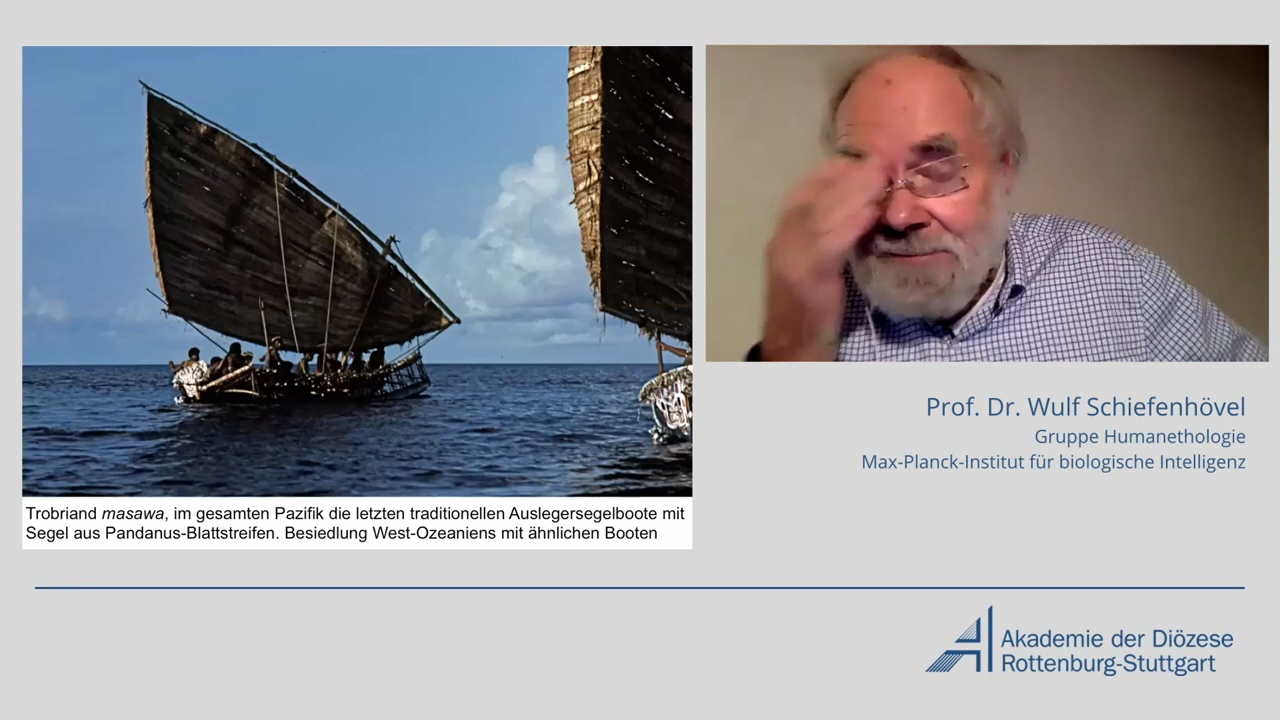 Trobriand masawa, im gesamten Pazifik die letzten traditionellen Auslegersegelboote mit
Segel aus Pandanus-Blattstreifen. Besiedlung West-Ozeaniens mit ähnlichen Booten
Prof. Dr. Wulf Schiefenhövel
Gruppe Humanethologie
Max-Planck-Institut für biologische Intelligenz
Akademie der Diözese
Rottenburg-Stuttgart